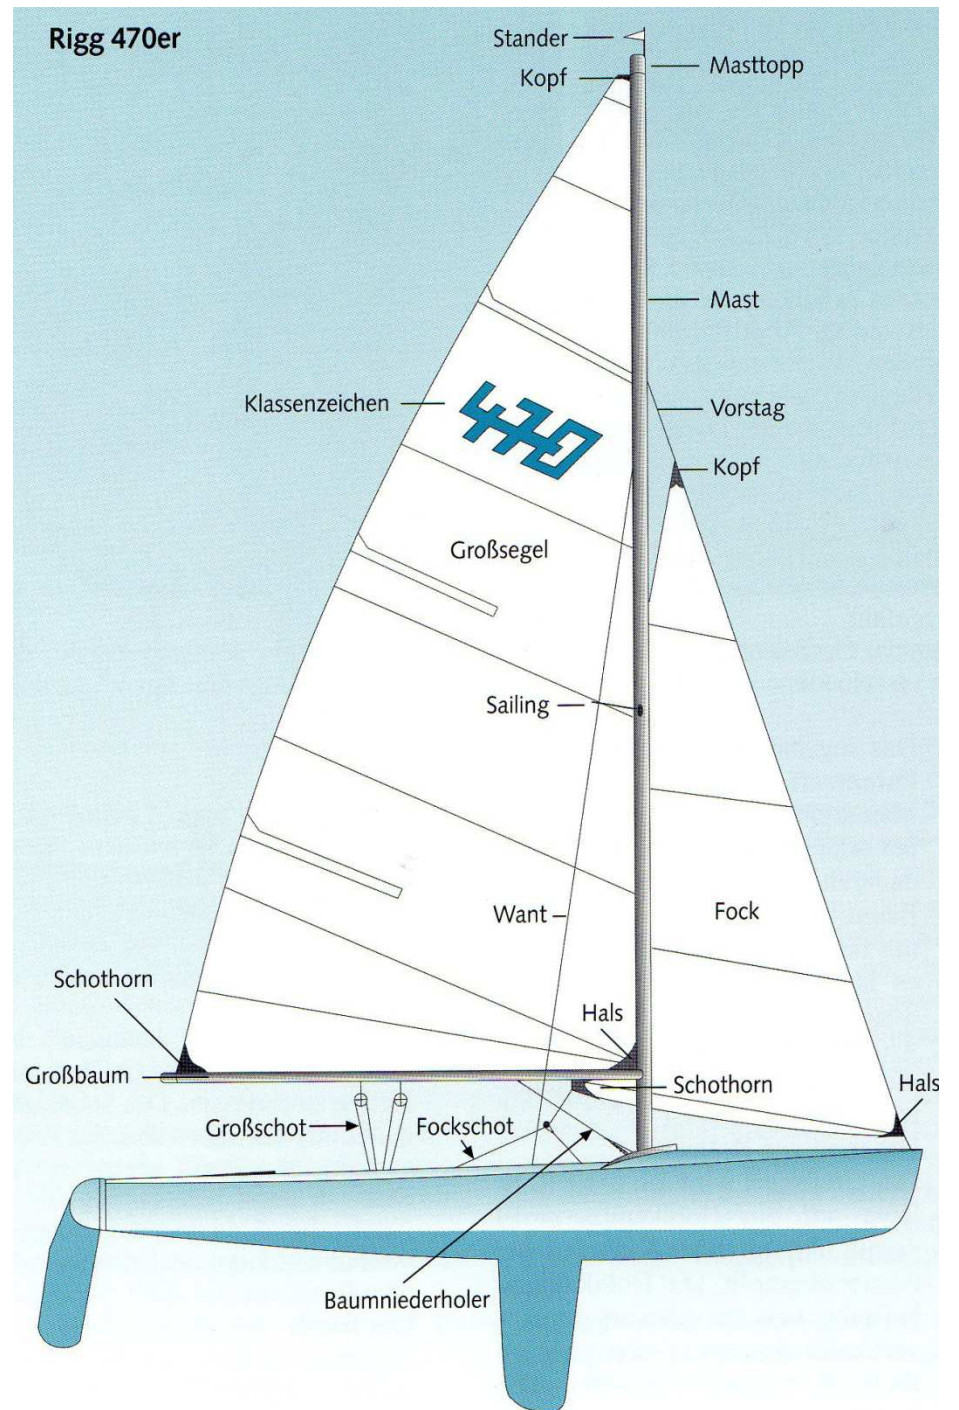 Rigg 470er
Stander
Masttopp
Kopf
Mast
Klassenzeichen
470
Vorstag
Kopf
Großsegel
Sailing
Want
Fock
Schothorn
Hals
Großbaum
Schothorn
Hals
Großschot
Fockschot
Baumniederholer